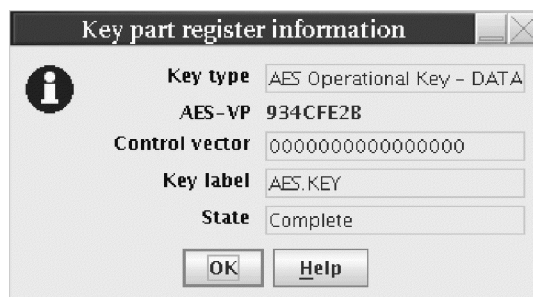 Key part register information
Key type AES Operational Key - DATA
AES-VP 934CFE2B
Control vector 0000000000000000
Key label AES.KEY
State Complete
OK Help